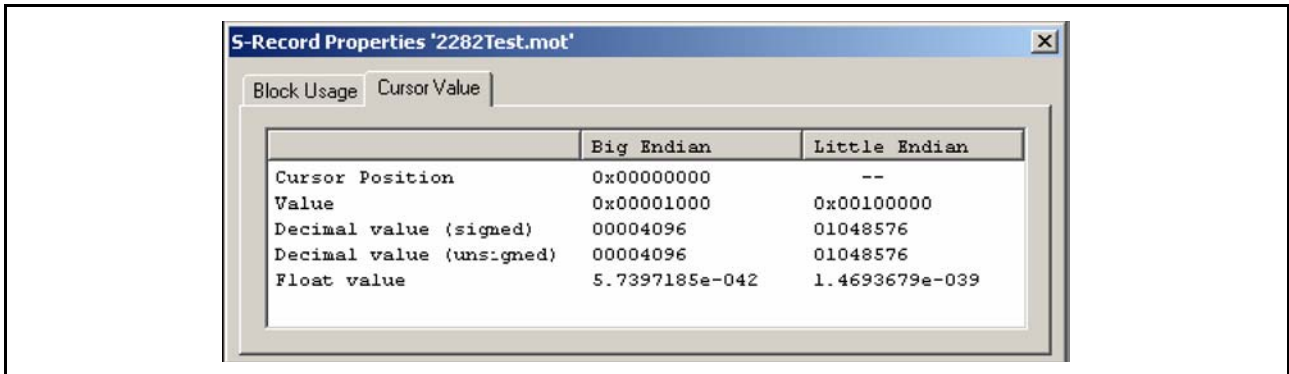 S-Record Properties '2282Test.mot'
Block Usage Cursor Value
Big Endian Little Endian
Cursor Position 0x00000000 --
Value 0x00001000 0x00100000
Decimal value (signed) 00004096 01048576
Decimal value (unsigned) 00004096 01048576
Float value 5.7397185e-042 1.4693679e-039